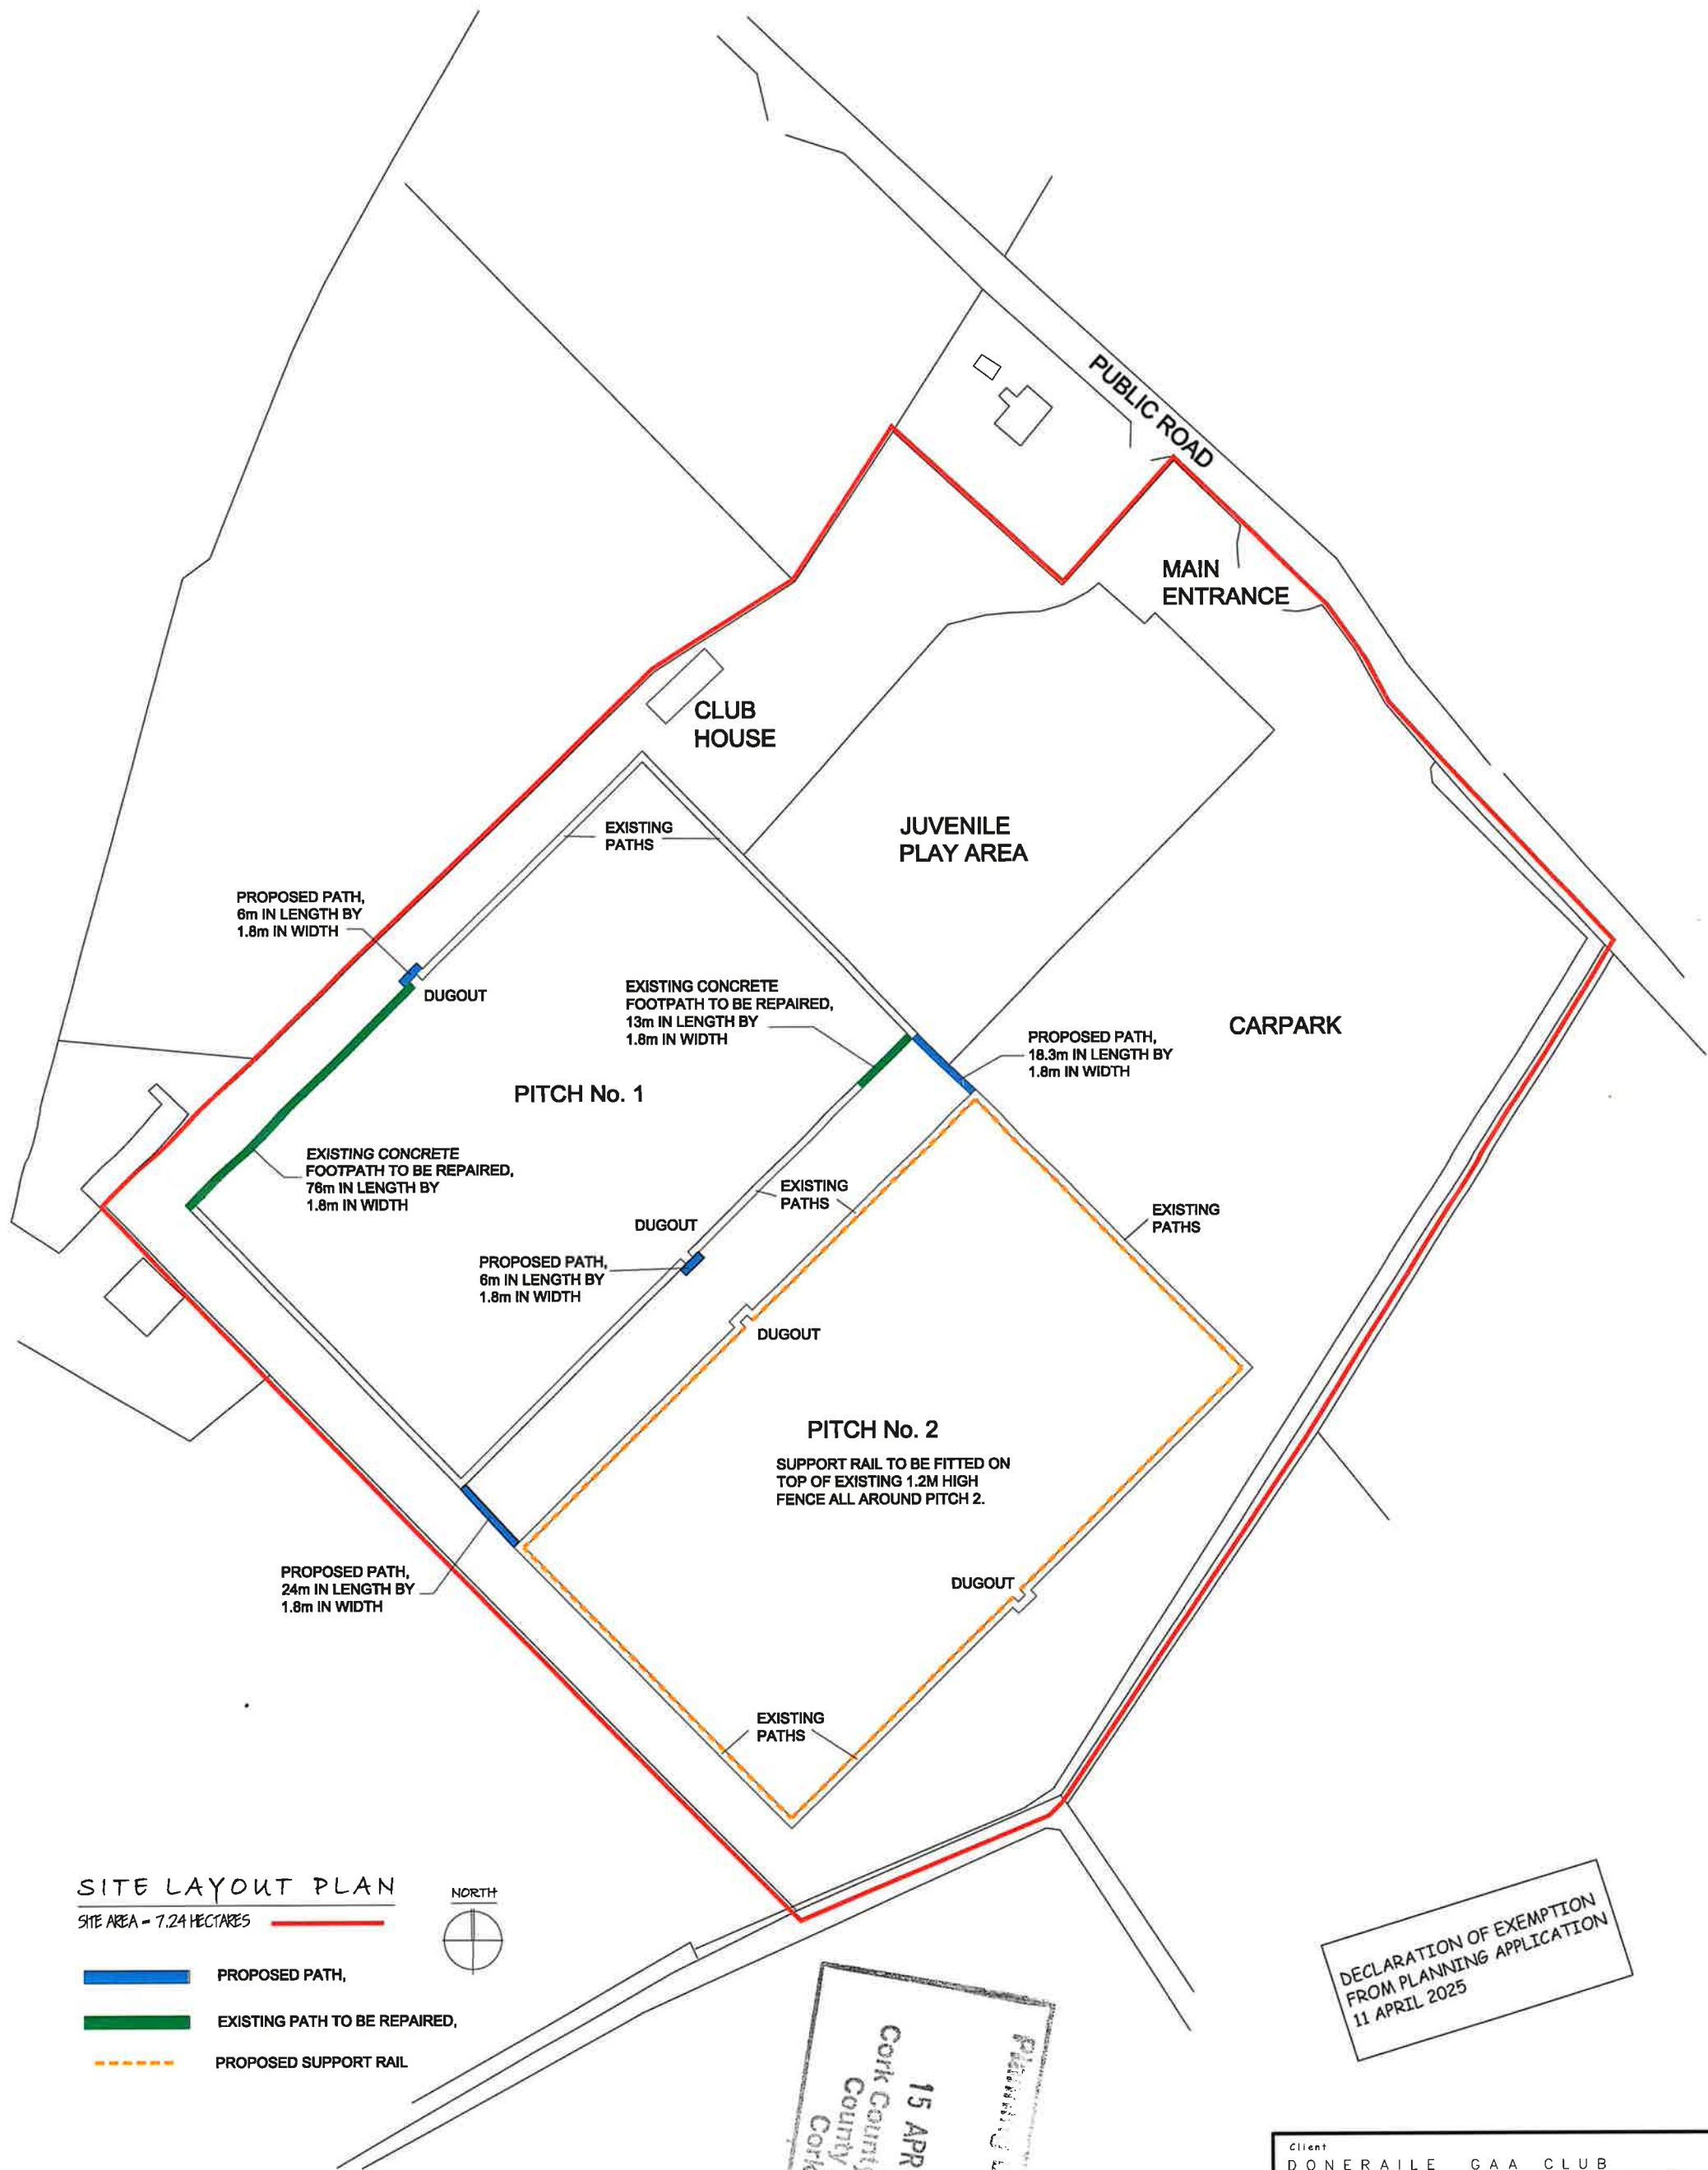 PUBLIC ROAD
MAIN
ENTRANCE
CLUB
HOUSE
JUVENILE
PLAY AREA
EXISTING
PATHS
PROPOSED PATH,
6m IN LENGTH BY
1.8m IN WIDTH
DUGOUT
EXISTING CONCRETE
FOOTPATH TO BE REPAIRED,
13m IN LENGTH BY
1.8m IN WIDTH
PROPOSED PATH,
18.3m IN LENGTH BY
1.8m IN WIDTH
CARPARK
PITCH No. 1
EXISTING CONCRETE
FOOTPATH TO BE REPAIRED,
76m IN LENGTH BY
1.8m IN WIDTH
EXISTING
PATHS
EXISTING
PATHS
DUGOUT
PROPOSED PATH,
6m IN LENGTH BY
1.8m IN WIDTH
DUGOUT
PITCH No. 2
SUPPORT RAIL TO BE FITTED ON
TOP OF EXISTING 1.2M HIGH
FENCE ALL AROUND PITCH 2.
PROPOSED PATH,
24m IN LENGTH BY
1.8m IN WIDTH
DUGOUT
EXISTING
PATHS
SITE LAYOUT PLAN
SITE AREA - 7.24 HECTARES
NORTH
PROPOSED PATH,
EXISTING PATH TO BE REPAIRED,
PROPOSED SUPPORT RAIL
DECLARATION OF EXEMPTION
FROM PLANNING APPLICATION
11 APRIL 2025
15 APR
Cork County
County
Cork
Client
DONERAILE GAA CLUB